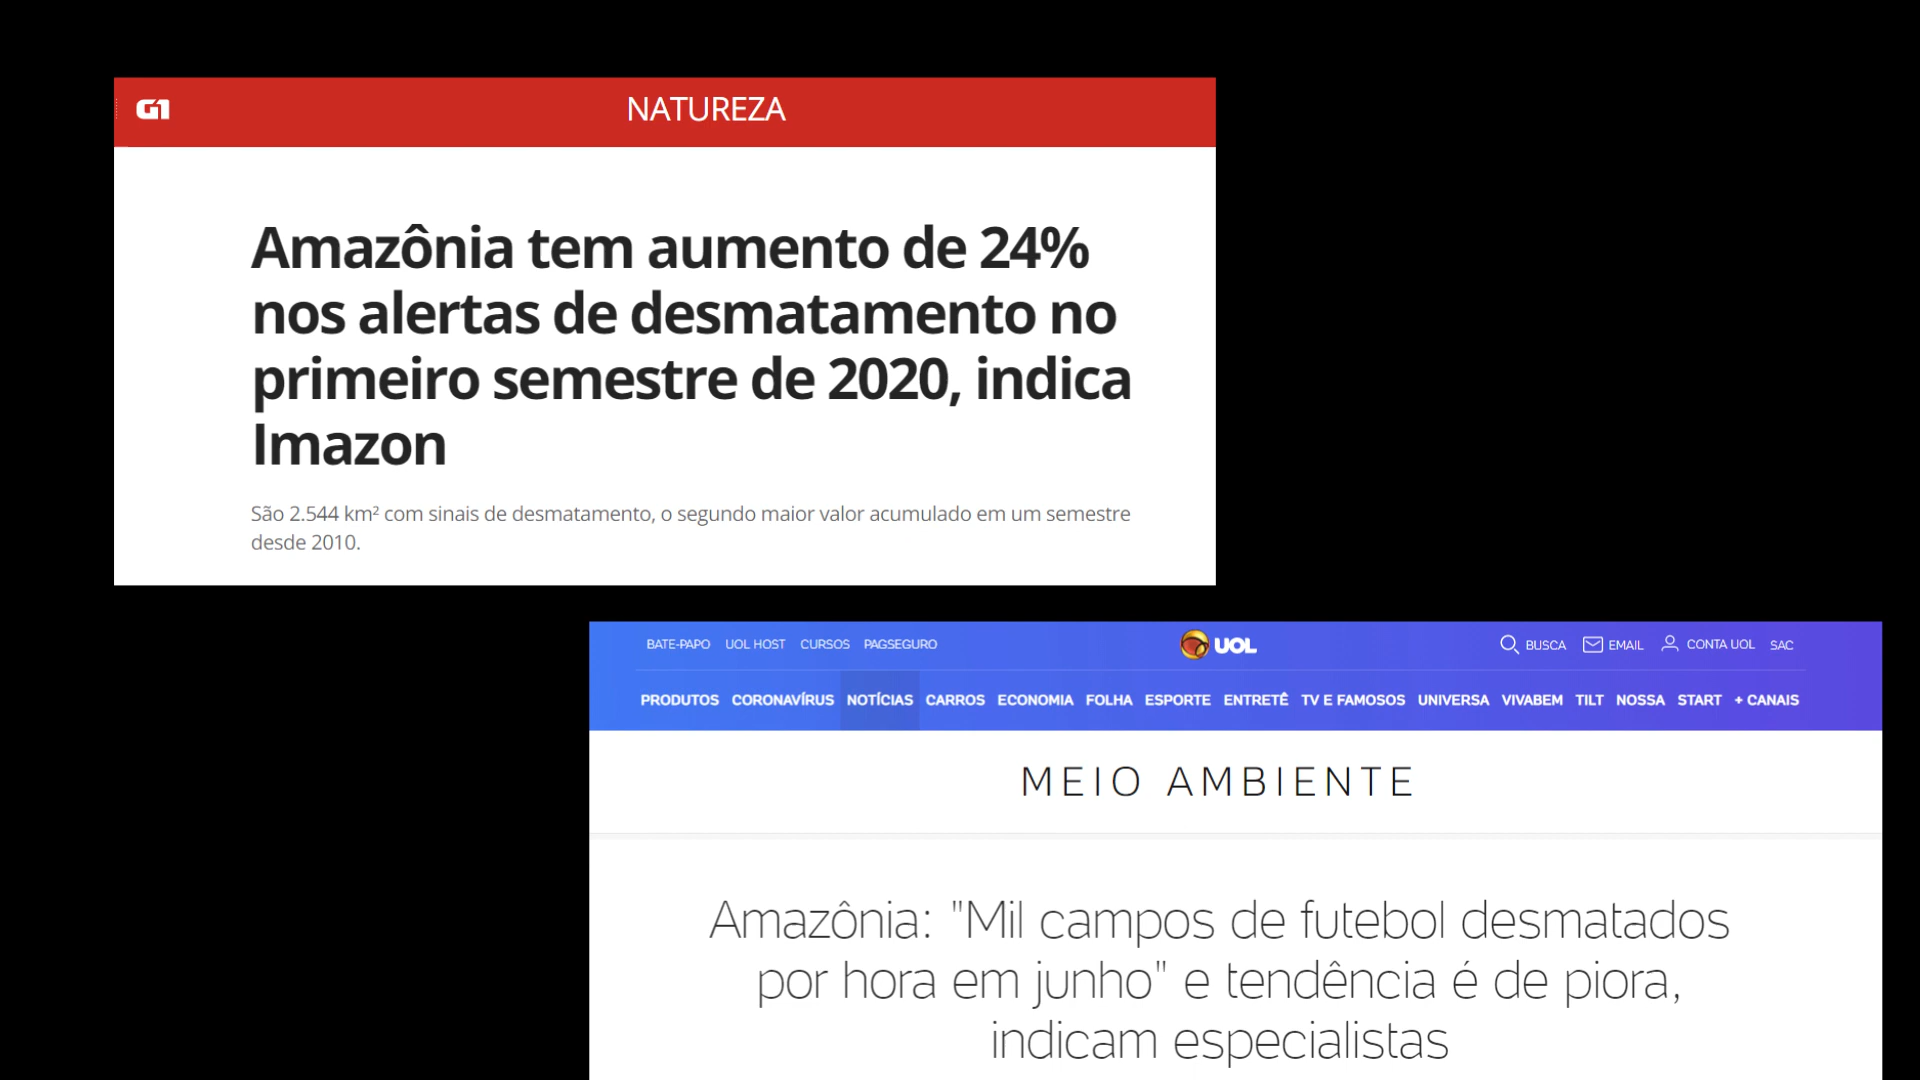 G1 NATUREZA
Amazônia tem aumento de 24%
nos alertas de desmatamento no
primeiro semestre de 2020, indica
Imazon
São 2.544 km² com sinais de desmatamento, o segundo maior valor acumulado em um semestre
desde 2010.
BATE-PAPO UOL HOST CURSOS PAGSEGURO UOL BUSCA EMAIL CONTA UOL SAC
PRODUTOS CORONAVÍRUS NOTÍCIAS CARROS ECONOMIA FOLHA ESPORTE ENTRETÊ TV E FAMOSOS UNIVERSA VIVABEM TILT NOSSA START + CANAIS
MEIO AMBIENTE
Amazônia: "Mil campos de futebol desmatados
por hora em junho" e tendência é de piora,
indicam especialistas